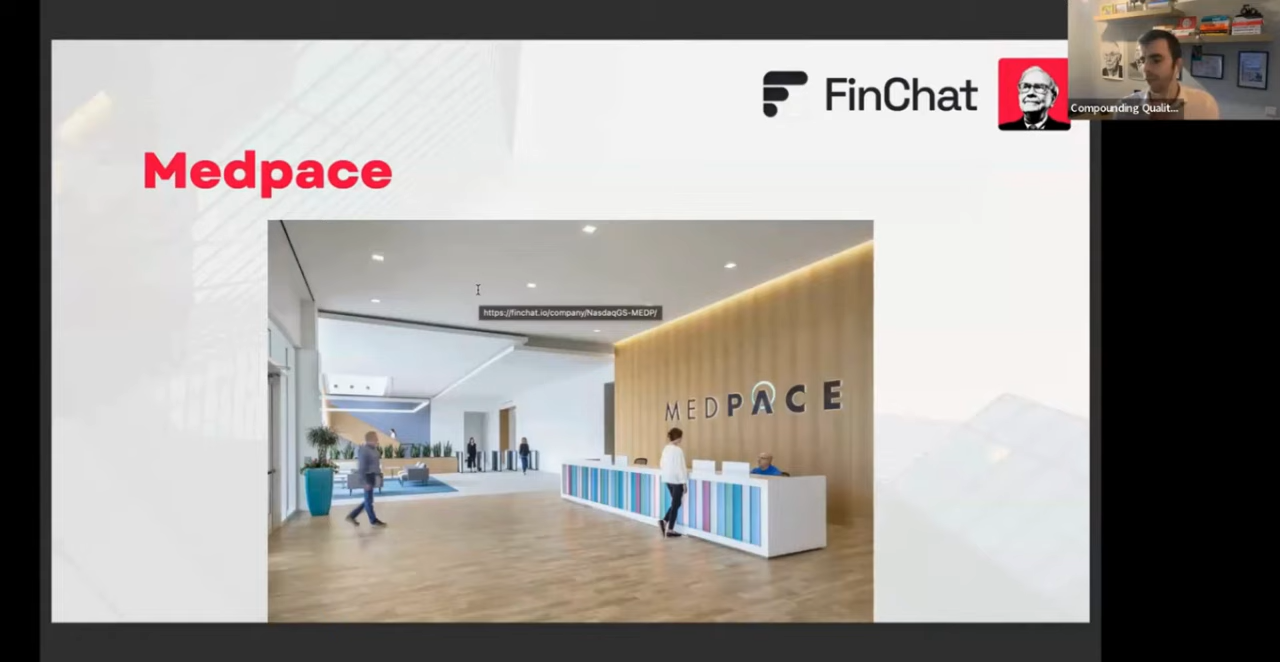 FinChat
Compounding Qualit...
Medpace
https://finchat.io/company/NasdaqGS-MEDP/
MEDPACE